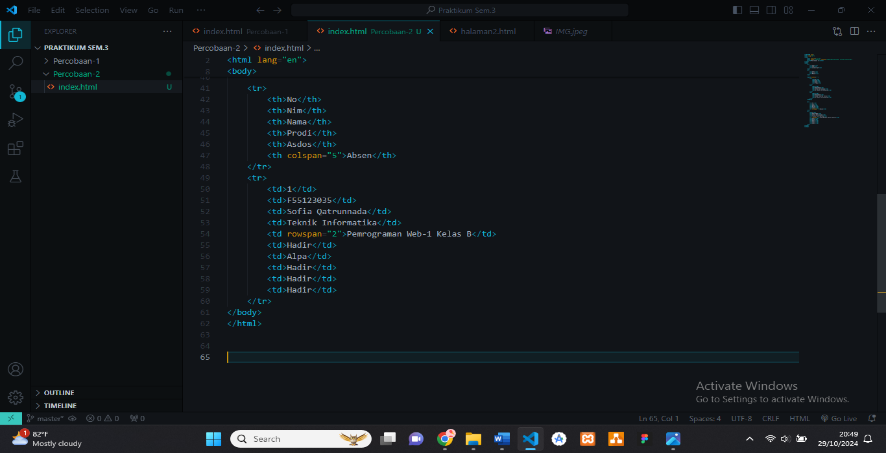 File Edit Selection View Go Run ··· Praktikum Sem.3
EXPLORER ···
index.html Percobaan-1 index.html Percobaan-2 U halaman2.html IMG.jpeg
PRAKTIKUM SEM.3
Percobaan-1
Percobaan-2
index.html U
Percobaan-2 > index.html > ...
2 <html lang="en">
8 <body>
41 <tr>
42 <th>No</th>
43 <th>Nim</th>
44 <th>Nama</th>
45 <th>Prodi</th>
46 <th>Asdos</th>
47 <th colspan="5">Absen</th>
48 </tr>
49 <tr>
50 <td>1</td>
51 <td>F55123035</td>
52 <td>Sofia Qatrunnada</td>
53 <td>Teknik Informatika</td>
54 <td rowspan="2">Pemrograman Web-1 Kelas B</td>
55 <td>Hadir</td>
56 <td>Alpa</td>
57 <td>Hadir</td>
58 <td>Hadir</td>
59 <td>Hadir</td>
60 </tr>
61 </body>
62 </html>
63
64
65
1
OUTLINE
TIMELINE
Activate Windows
Go to Settings to activate Windows.
master* 0 0 0 Ln 65, Col 1 Spaces: 4 UTF-8 CRLF HTML Go Live
1 82°F
Mostly cloudy
Search
20:49
29/10/2024